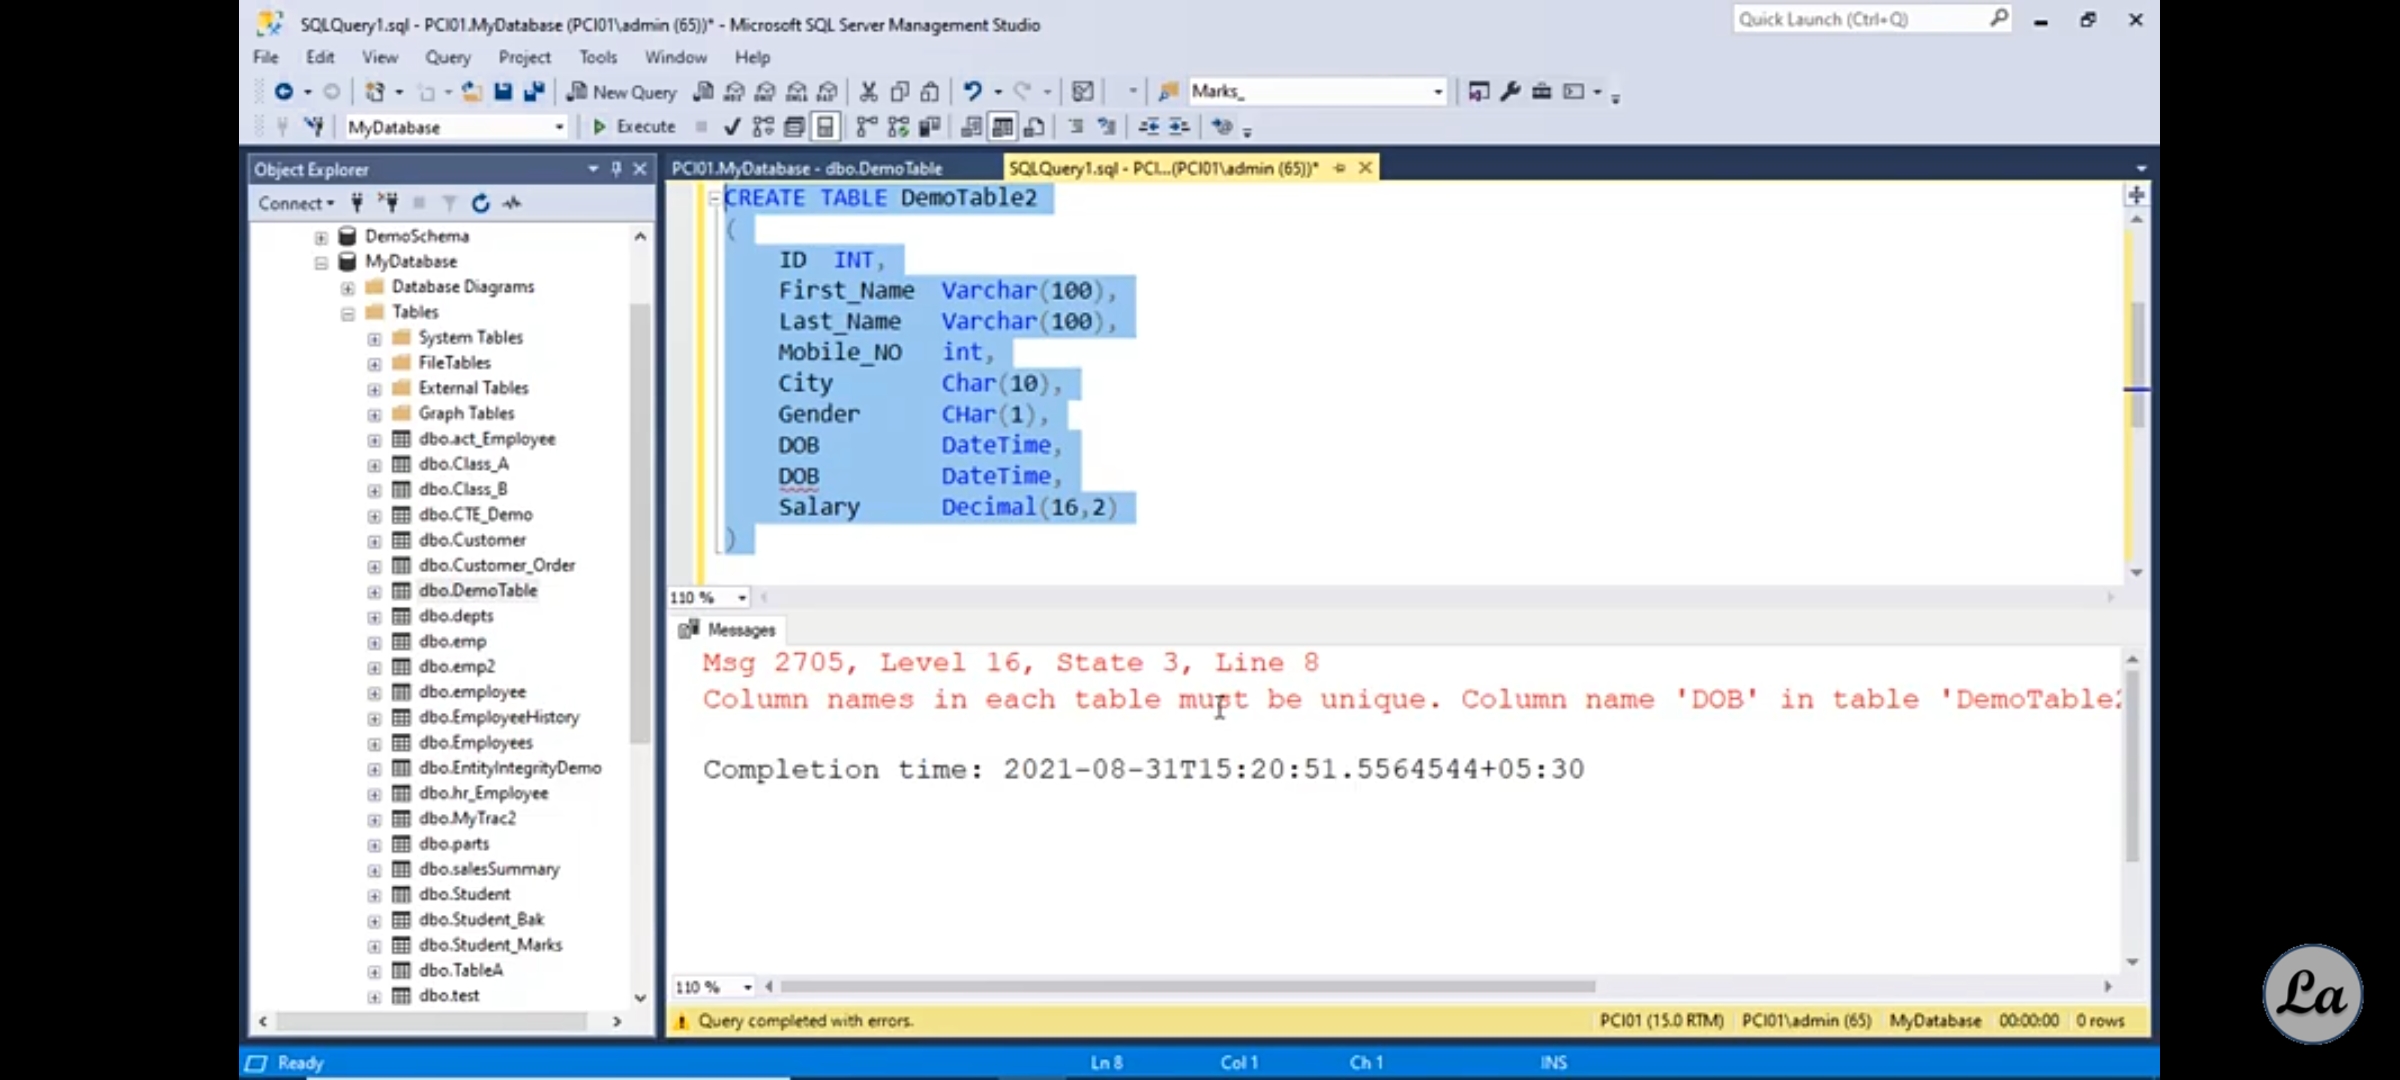 SQLQuery1.sql - PCI01.MyDatabase (PCI01\admin (65))* - Microsoft SQL Server Management Studio
Quick Launch (Ctrl+Q)
File Edit View Query Project Tools Window Help
New Query
Marks_
MyDatabase
Execute
Object Explorer
PCI01.MyDatabase - dbo.DemoTable
SQLQuery1.sql - PCI...(PCI01\admin (65))*
Connect
DemoSchema
MyDatabase
Database Diagrams
Tables
System Tables
FileTables
External Tables
Graph Tables
dbo.act_Employee
dbo.Class_A
dbo.Class_B
dbo.CTE_Demo
dbo.Customer
dbo.Customer_Order
dbo.DemoTable
dbo.depts
dbo.emp
dbo.emp2
dbo.employee
dbo.EmployeeHistory
dbo.Employees
dbo.EntityIntegrityDemo
dbo.hr_Employee
dbo.MyTrac2
dbo.parts
dbo.salesSummary
dbo.Student
dbo.Student_Bak
dbo.Student_Marks
dbo.TableA
dbo.test
CREATE TABLE DemoTable2
(
ID INT,
First_Name Varchar(100),
Last_Name Varchar(100),
Mobile_NO int,
City Char(10),
Gender CHar(1),
DOB DateTime,
DOB DateTime,
Salary Decimal(16,2)
)
110 %
Messages
Msg 2705, Level 16, State 3, Line 8
Column names in each table must be unique. Column name 'DOB' in table 'DemoTable2
Completion time: 2021-08-31T15:20:51.5564544+05:30
110 %
Query completed with errors.
PCI01 (15.0 RTM) PCI01\admin (65) MyDatabase 00:00:00 0 rows
Ready
Ln 8 Col 1 Ch 1 INS
La